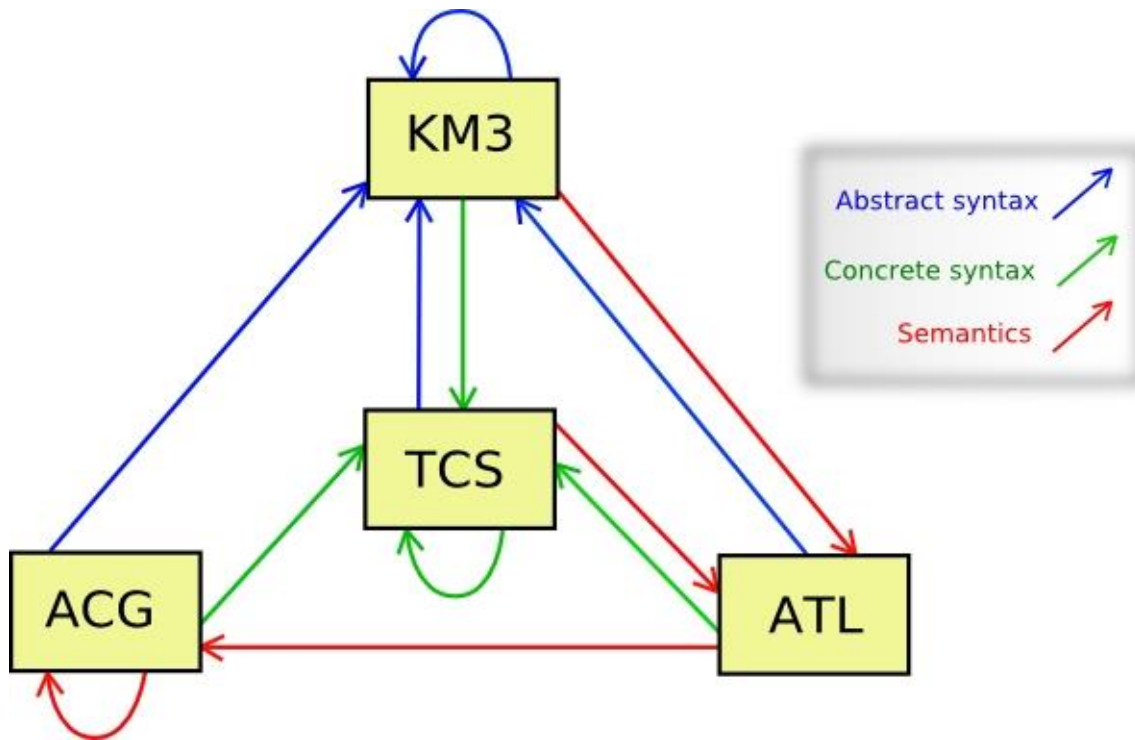 KM3
Abstract syntax
Concrete syntax
Semantics
TCS
ACG
ATL